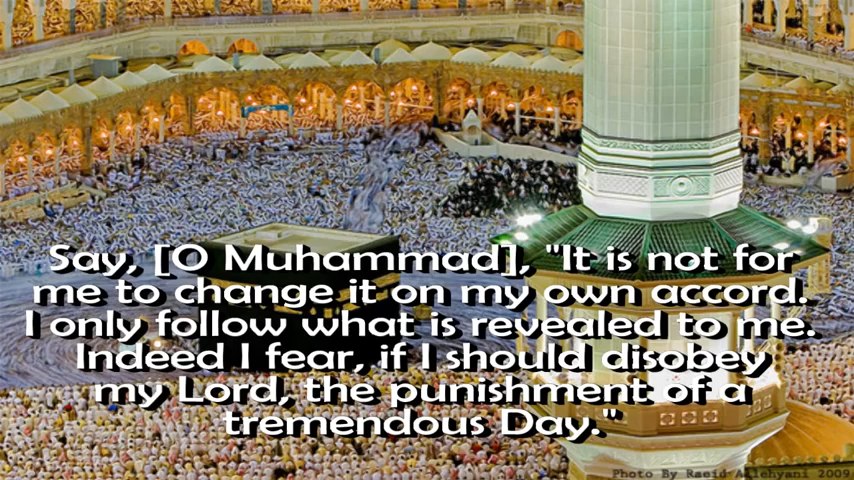 Say, [O Muhammad], "It is not for
me to change it on my own accord.
I only follow what is revealed to me.
Indeed I fear, if I should disobey
my Lord, the punishment of a
tremendous Day."
Photo By Raeid Allehyani 2009